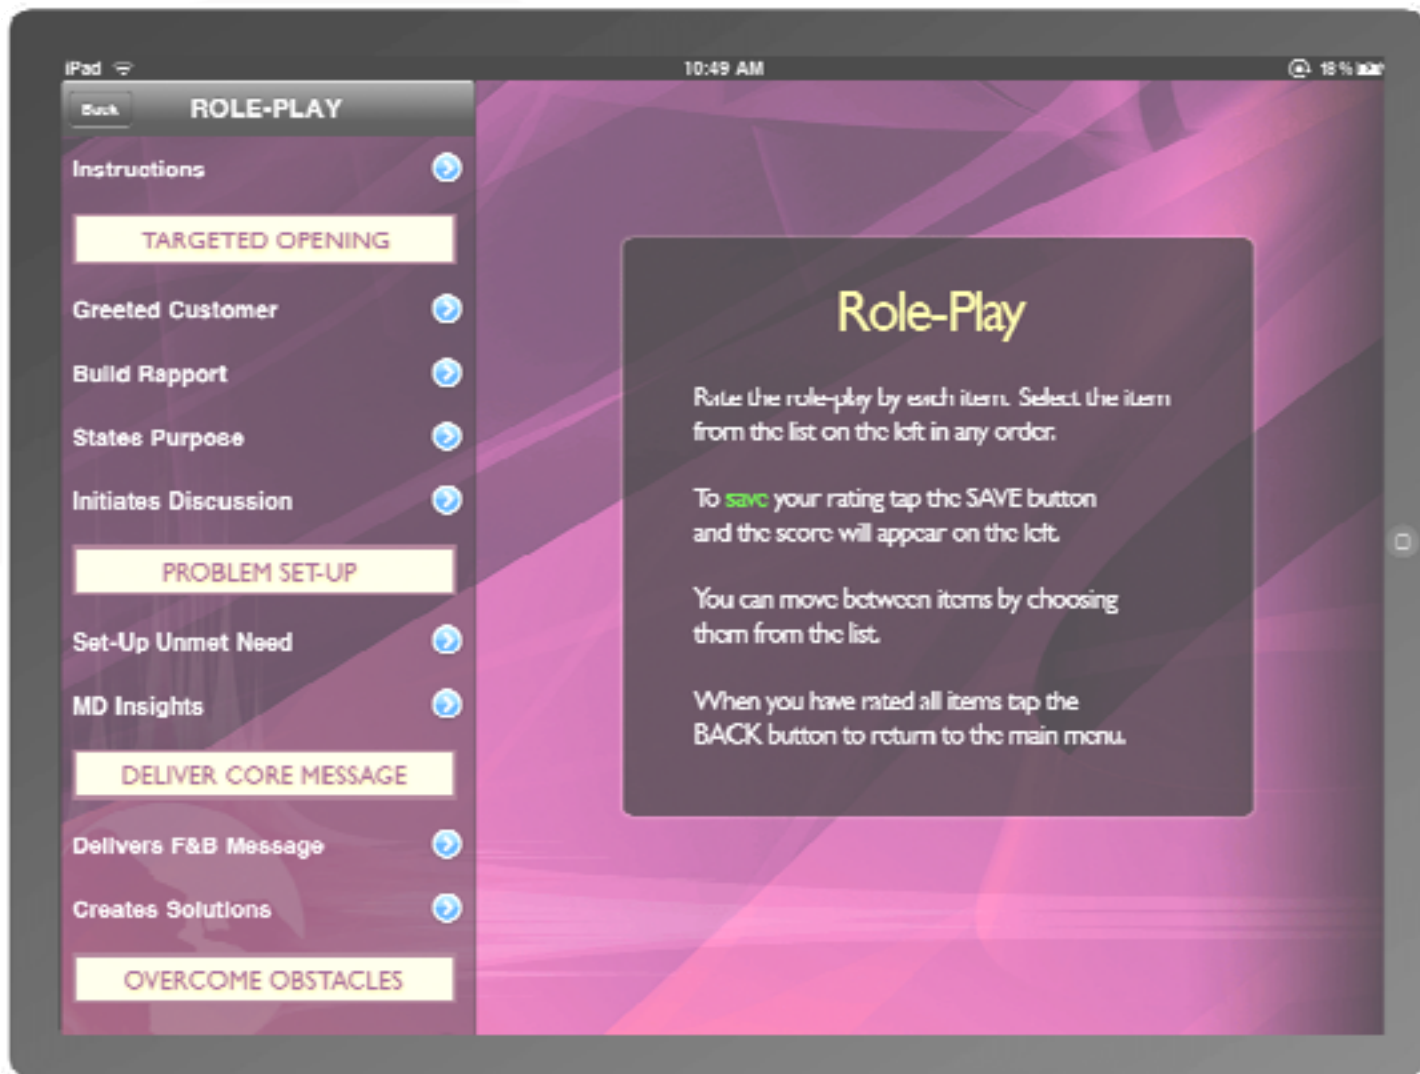 iPad
10:49 AM
18%
Back
ROLE-PLAY
Instructions
TARGETED OPENING
Greeted Customer
Build Rapport
States Purpose
Initiates Discussion
PROBLEM SET-UP
Set-Up Unmet Need
MD Insights
DELIVER CORE MESSAGE
Delivers F&B Message
Creates Solutions
OVERCOME OBSTACLES
Role-Play
Rate the role-play by each item. Select the item
from the list on the left in any order.
To save your rating tap the SAVE button
and the score will appear on the left.
You can move between items by choosing
them from the list.
When you have rated all items tap the
BACK button to return to the main menu.